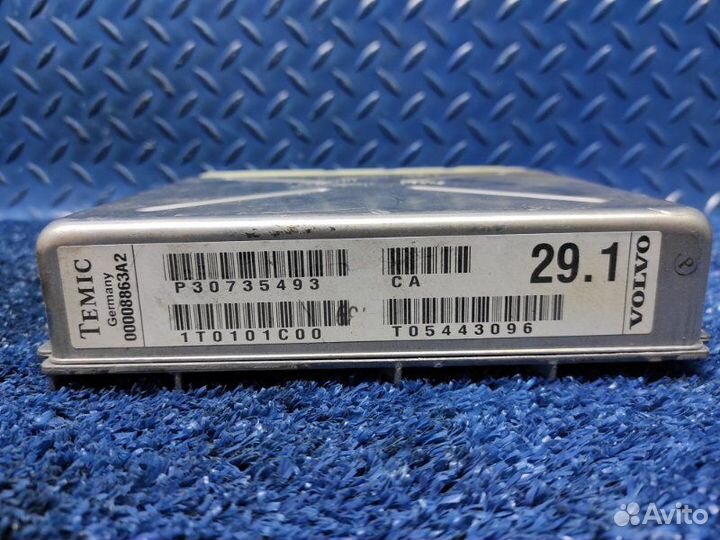 TEMIC
Germany
00008863A2
P30735493
CA
29.1
1T0101C00
T05443096
VOLVO
Avito